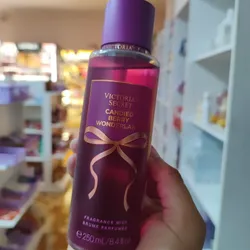 VICTORIA'S
SECRET
CANDIED
BERRY
WONDERLAND
FRAGRANCE MIST
BRUME PARFUMÉE
e 250 ml/8.4 fl oz